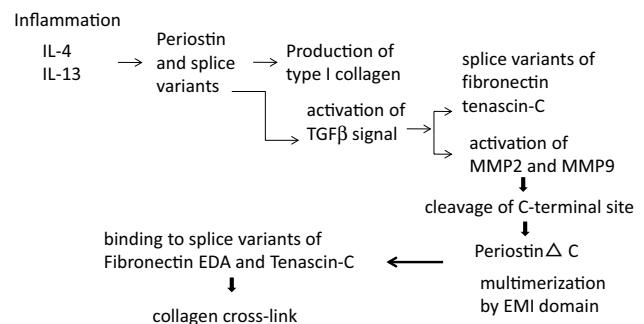 Inflammation
IL-4
IL-13
Periostin
and splice
variants
Production of
type I collagen
activation of
TGFβ signal
splice variants of
fibronectin
tenascin-C
activation of
MMP2 and MMP9
cleavage of C-terminal site
Periostin△ C
multimerization
by EMI domain
binding to splice variants of
Fibronectin EDA and Tenascin-C
collagen cross-link